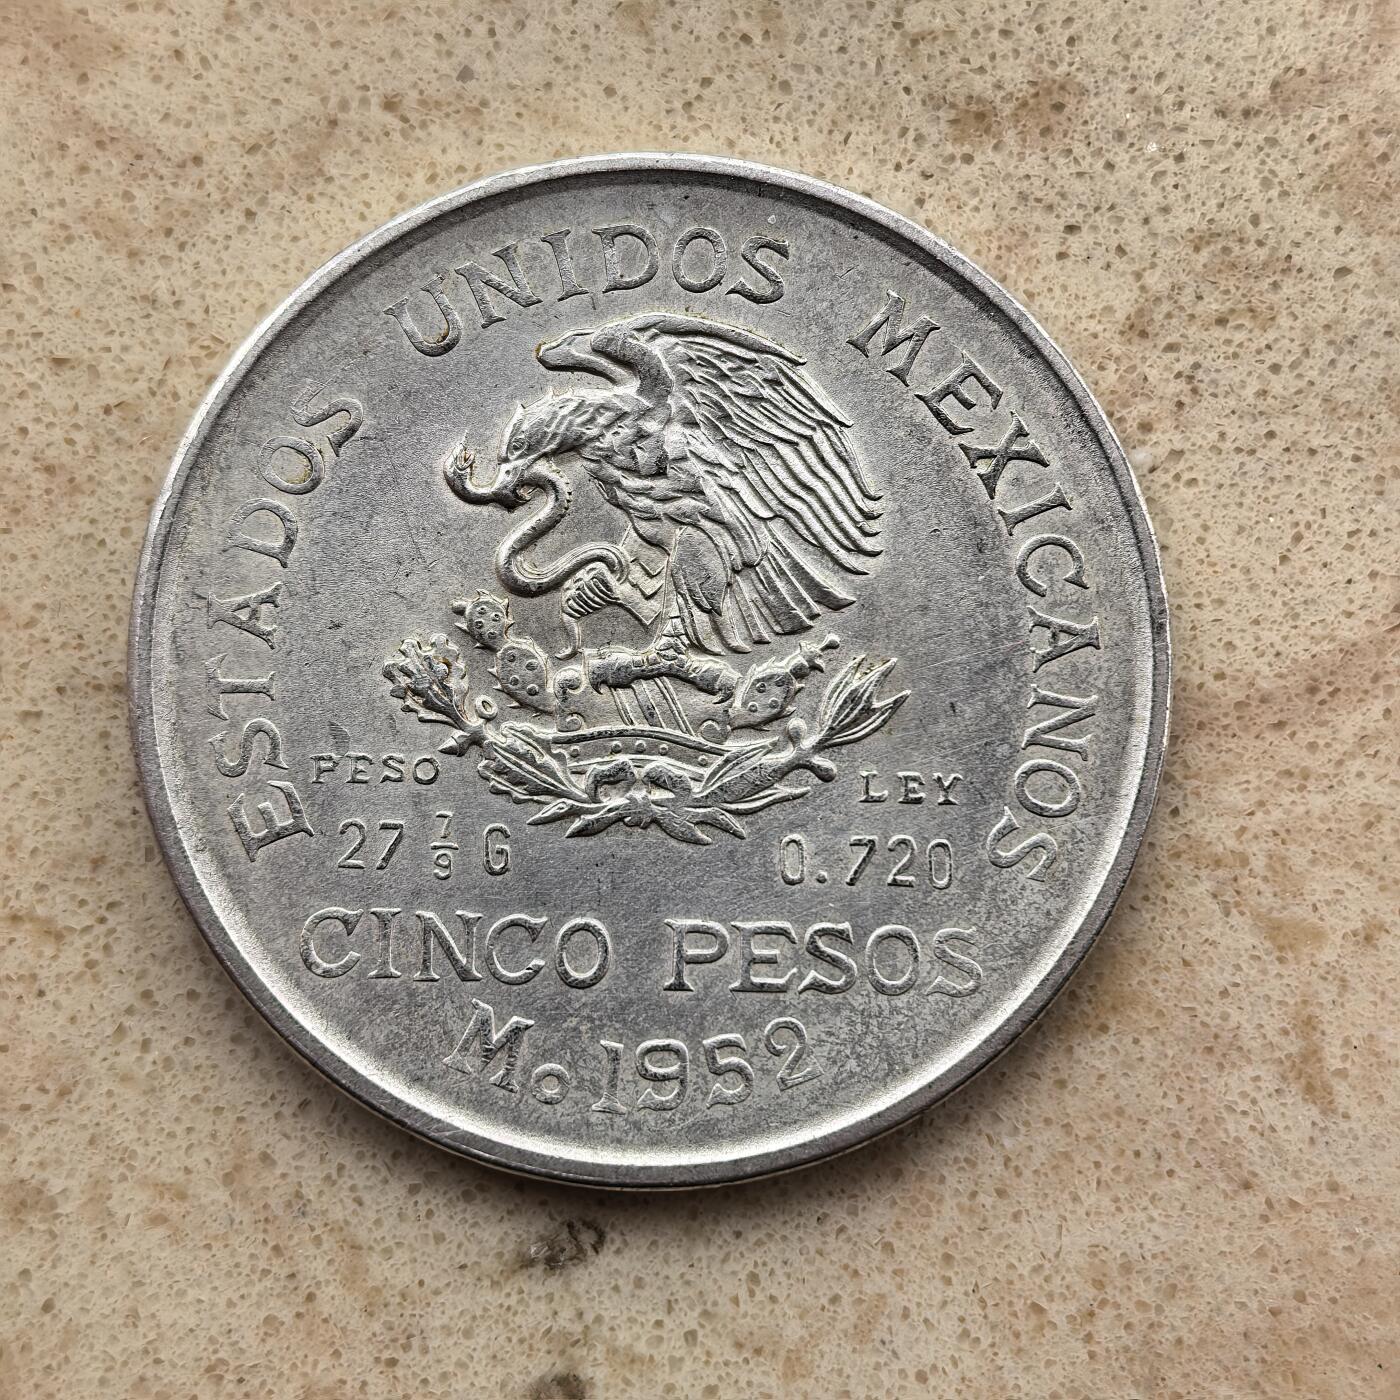 ESTADOS UNIDOS MEXICANOS
PESO
27 7/9 G
LEY
0.720
CINCO PESOS
Mo 1952